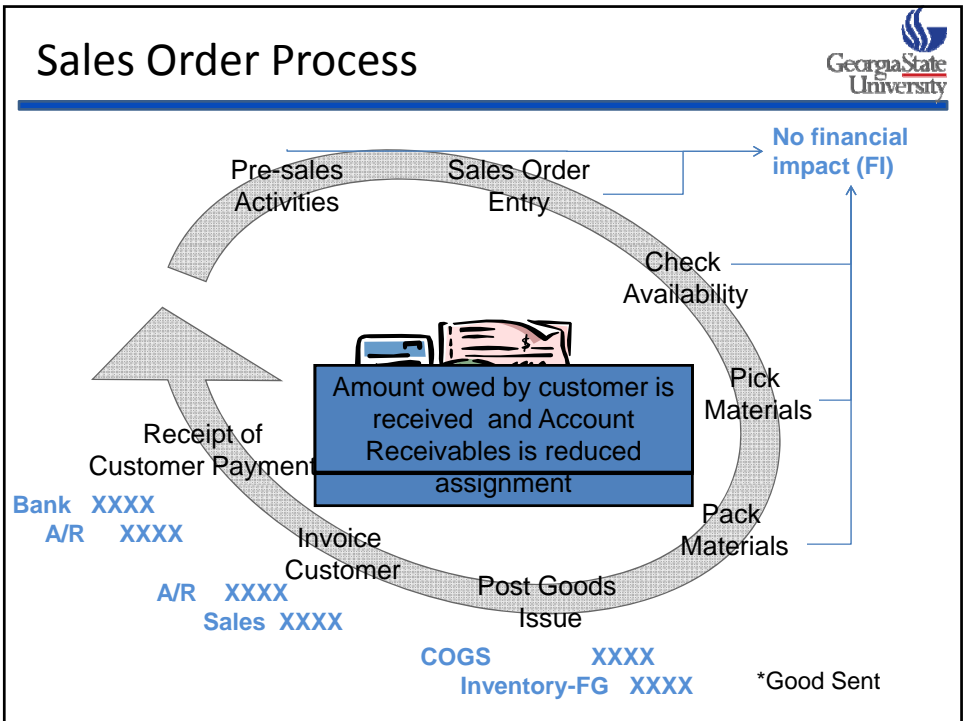 Sales Order Process
GeorgiaState
University
No financial
impact (FI)
Pre-sales
Activities
Sales Order
Entry
Check
Availability
$
Pick
Materials
Amount owed by customer is
received and Account
Receivables is reduced
assignment
Receipt of
Customer Payment
Bank XXXX
A/R XXXX
Pack
Materials
Invoice
Customer
A/R XXXX
Sales XXXX
Post Goods
Issue
COGS XXXX
Inventory-FG XXXX
*Good Sent